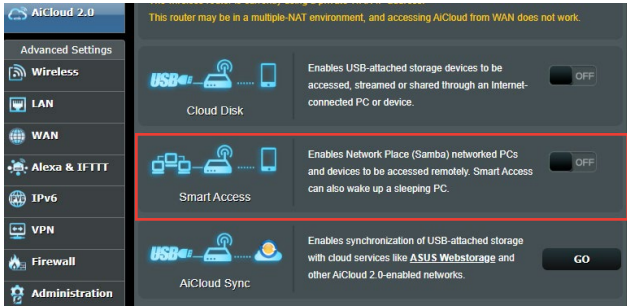 AiCloud 2.0
This router may be in a multiple-NAT environment, and accessing AiCloud from WAN does not work.
Advanced Settings
Wireless
LAN
WAN
Alexa & IFTTT
IPv6
VPN
Firewall
Administration
USB
Cloud Disk
Enables USB-attached storage devices to be
accessed, streamed or shared through an Internet-
connected PC or device.
OFF
Smart Access
Enables Network Place (Samba) networked PCs
and devices to be accessed remotely. Smart Access
can also wake up a sleeping PC.
OFF
USB
AiCloud Sync
Enables synchronization of USB-attached storage
with cloud services like ASUS Webstorage and
other AiCloud 2.0-enabled networks.
GO